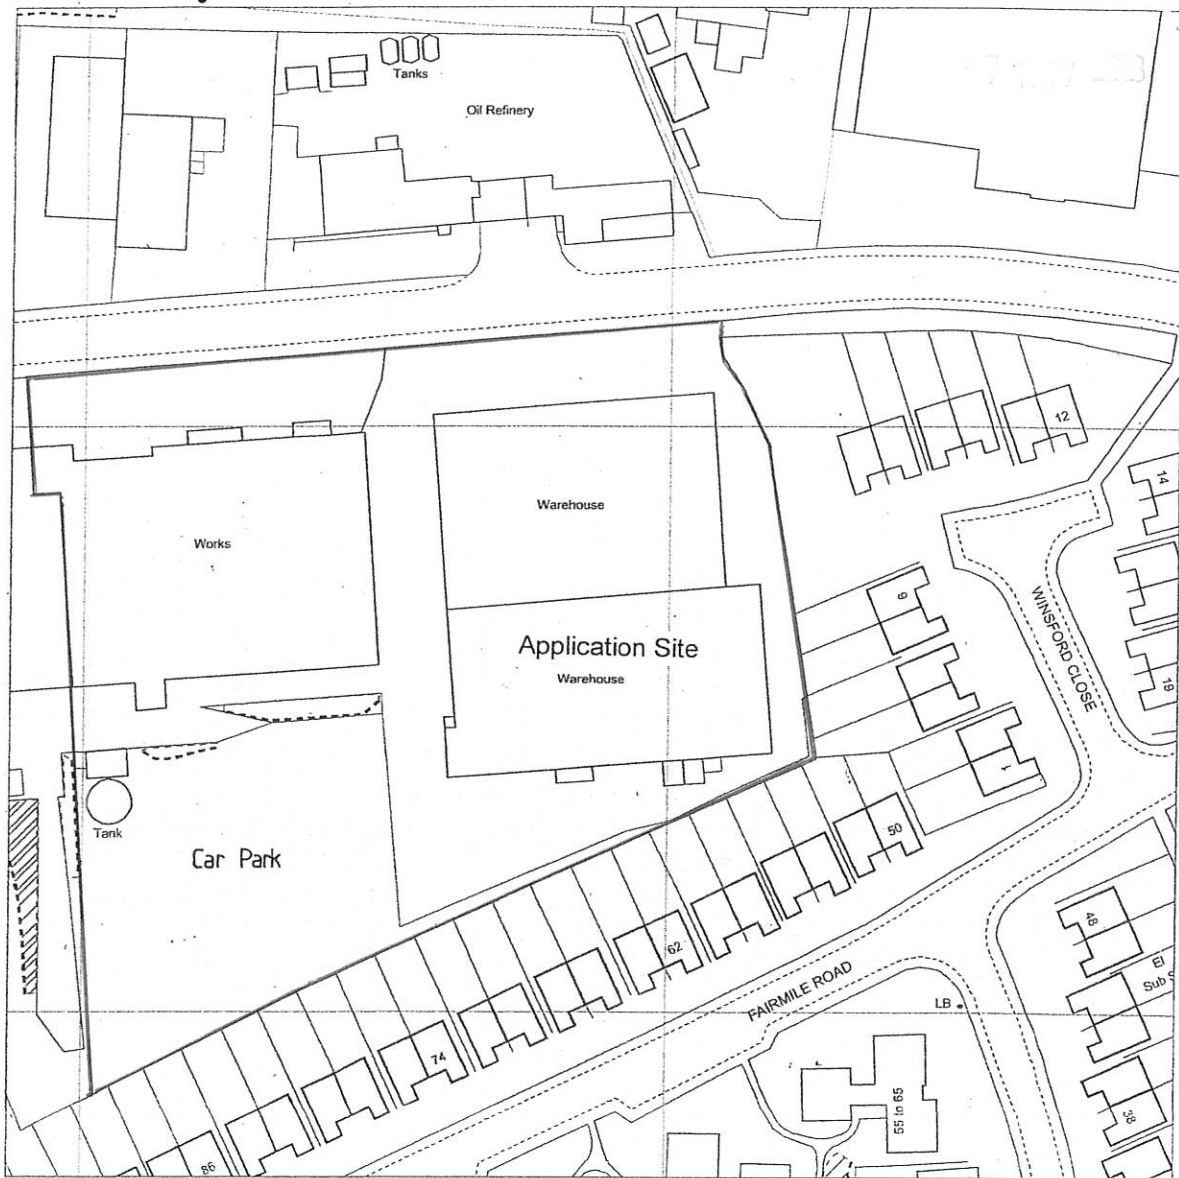 Tanks
Oil Refinery
12
14
Warehouse
Works
9
WINSFORD CLOSE
Application Site
Warehouse
19
1
Tank
50
Car Park
62
48
El
Sub S
FAIRMILE ROAD
LB
74
38
55 to 65
86